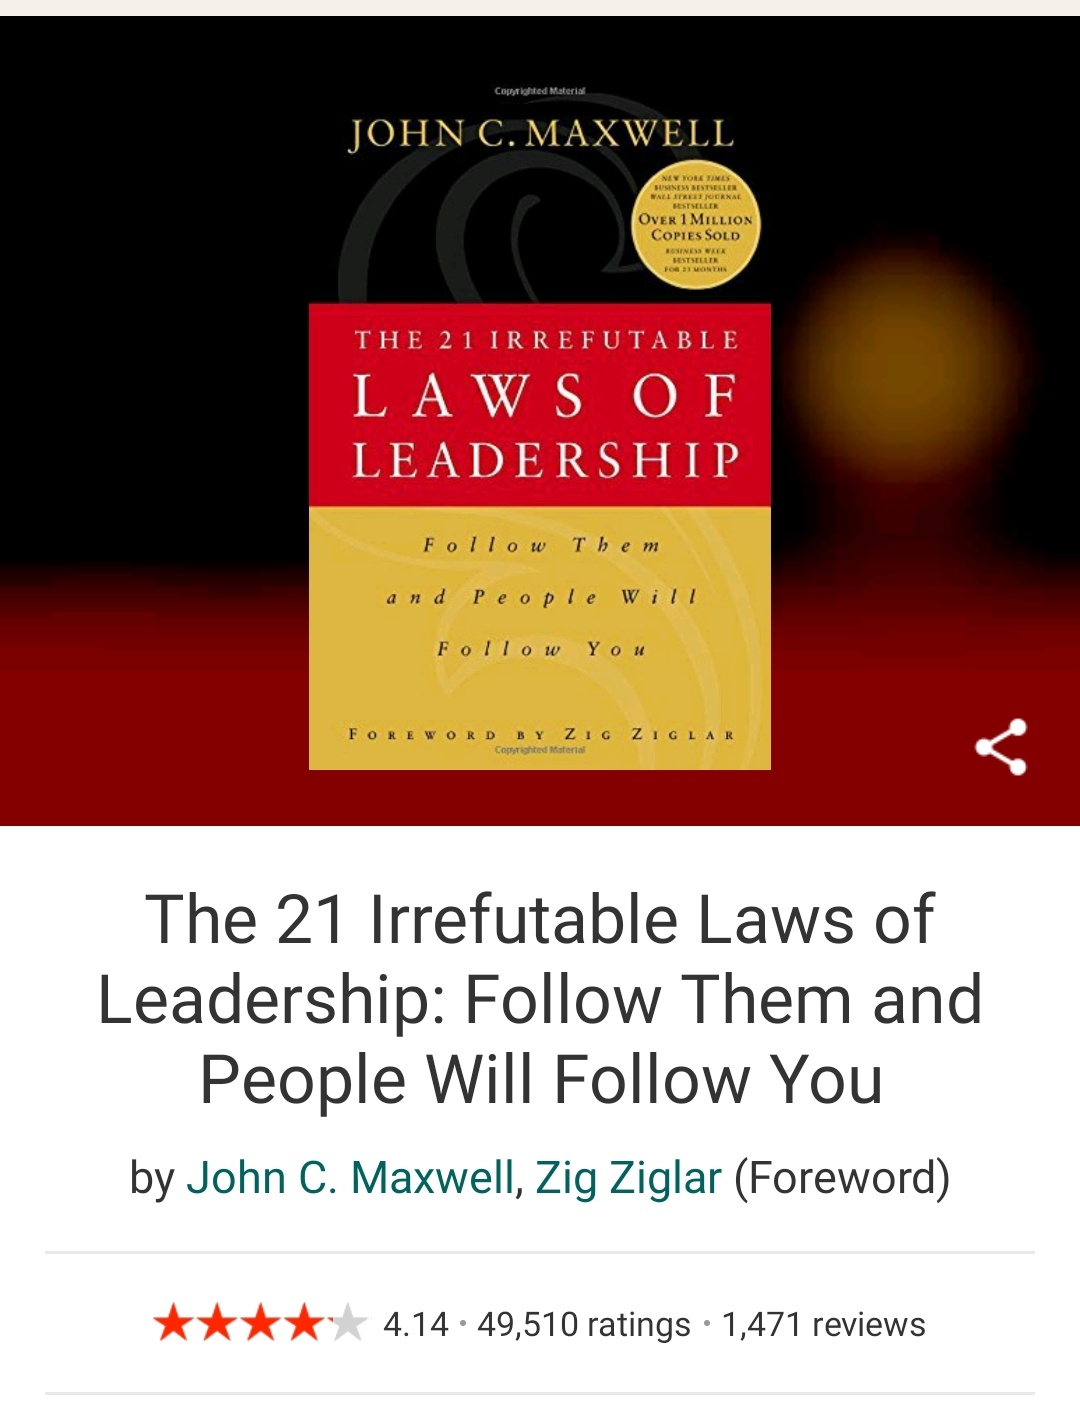 Copyrighted Material
JOHN C. MAXWELL
NEW YORK TIMES
BUSINESS BESTSELLER
WALL STREET JOURNAL
BESTSELLER
OVER 1 MILLION
COPIES SOLD
BUSINESS WEEK
BESTSELLER
FOR 23 MONTHS
THE 21 IRREFUTABLE
LAWS OF
LEADERSHIP
Follow Them
and People Will
Follow You
FOREWORD BY ZIG ZIGLAR
Copyrighted Material
The 21 Irrefutable Laws of
Leadership: Follow Them and
People Will Follow You
by John C. Maxwell, Zig Ziglar (Foreword)
4.14 • 49,510 ratings • 1,471 reviews